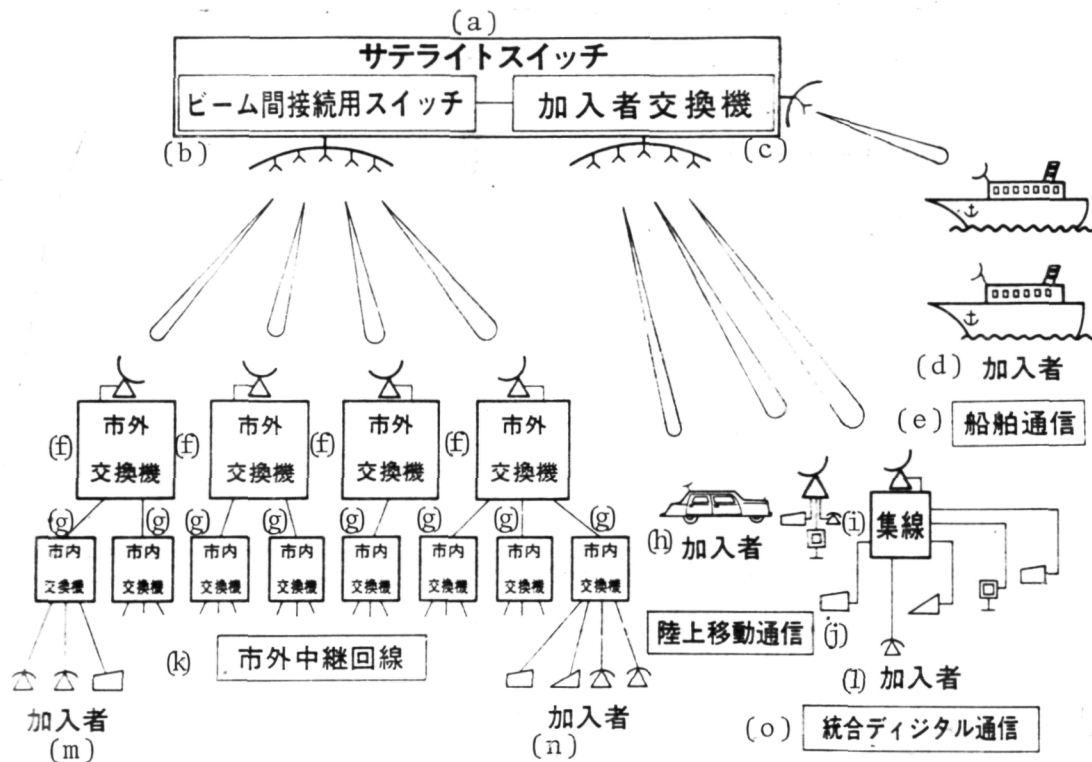 (a)
サテライトスイッチ
ビーム間接続用スイッチ
加入者交換機
(b)
(c)
(d) 加入者
(e) 船舶通信
(f) 市外 (f) 市外 (f) 市外 (f) 市外
交換機 交換機 交換機 交換機
(g) (g) (g) (g) (g) (g) (g)
市内 市内 市内 市内 市内 市内 市内 市内
交換機 交換機 交換機 交換機 交換機 交換機 交換機 交換機
(h) 加入者
(i) 集線
陸上移動通信 (j)
(k) 市外中継回線
(l) 加入者
加入者
(m)
加入者
(n)
(o) 統合ディジタル通信